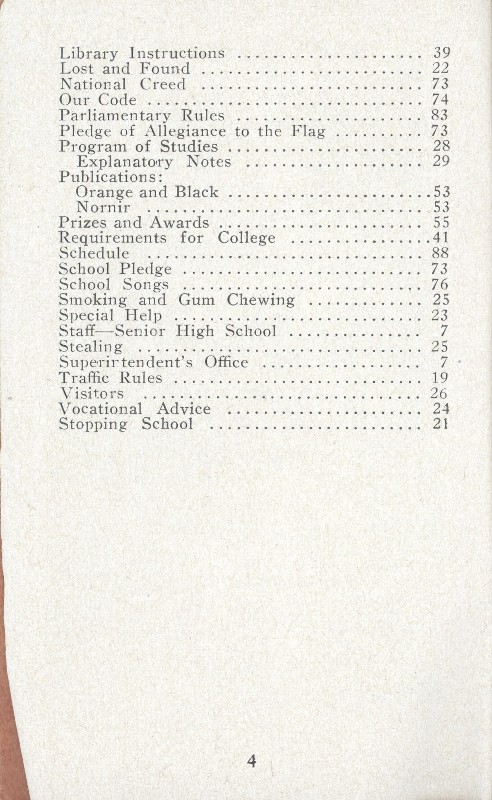 Library Instructions ..................... 39
Lost and Found ......................... 22
National Creed .......................... 73
Our Code ............................... 74
Parliamentary Rules ..................... 83
Pledge of Allegiance to the Flag .......... 73
Program of Studies ...................... 28
Explanatory Notes .................... 29
Publications:
Orange and Black .......................53
Nornir ............................... 53
Prizes and Awards ....................... 55
Requirements for College ................41
Schedule ............................... 88
School Pledge ........................... 73
School Songs ........................... 76
Smoking and Gum Chewing ............. 25
Special Help ............................ 23
Staff—Senior High School ............... 7
Stealing ................................ 25
Superirtendent's Office .................. 7
Traffic Rules ............................ 19
Visitors ............................... 26
Vocational Advice ...................... 24
Stopping School ........................ 21
4